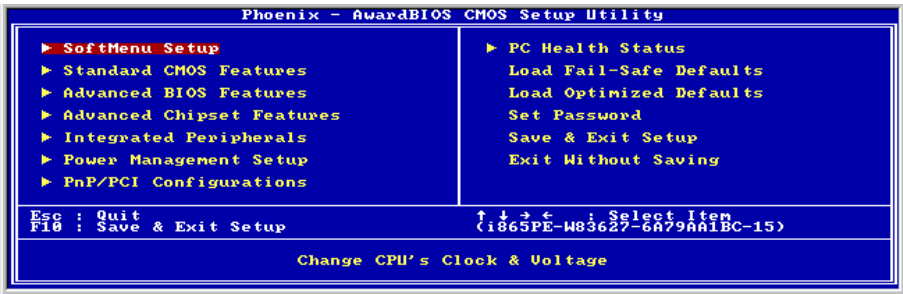 Phoenix - AwardBIOS CMOS Setup Utility
► SoftMenu Setup
► Standard CMOS Features
► Advanced BIOS Features
► Advanced Chipset Features
► Integrated Peripherals
► Power Management Setup
► PnP/PCI Configurations
► PC Health Status
Load Fail-Safe Defaults
Load Optimized Defaults
Set Password
Save & Exit Setup
Exit Without Saving
Esc : Quit
F10 : Save & Exit Setup
↑ ↓ → ← : Select Item
(i865PE-W83627-6A79AA1BC-15)
Change CPU's Clock & Voltage